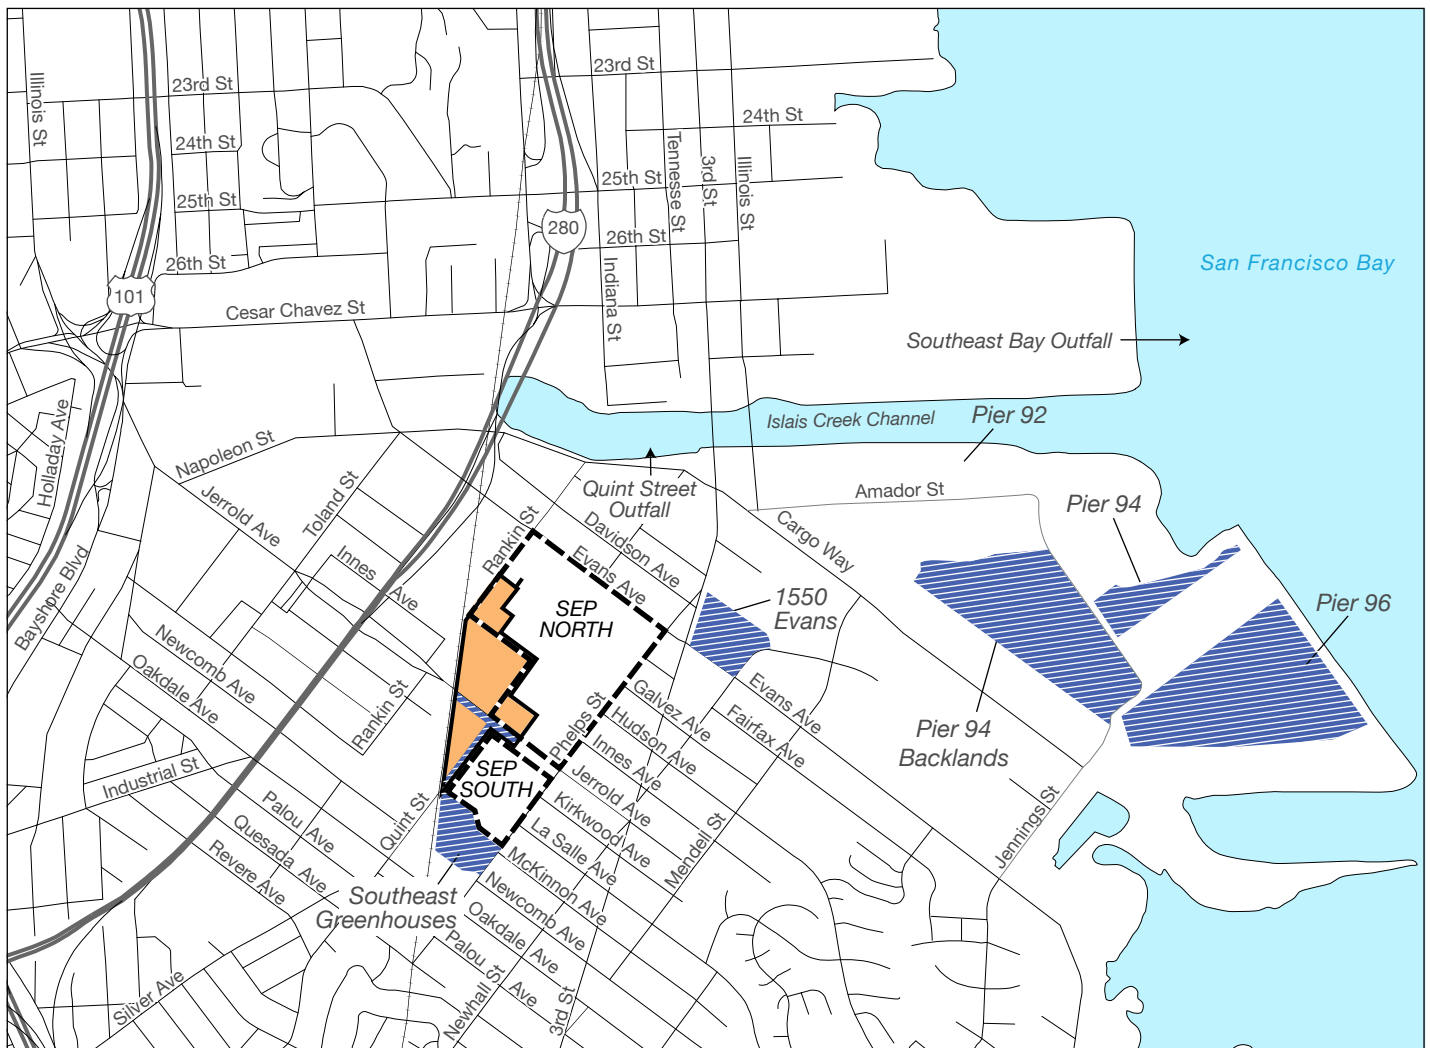 23rd St
23rd St
Illinois St
24th St
24th St
Tennesse St
3rd St
Illinois St
25th St
25th St
280
26th St
26th St
San Francisco Bay
101
Indiana St
Cesar Chavez St
Southeast Bay Outfall
Islais Creek Channel
Pier 92
Holladay Ave
Napoleon St
Jerrold Ave
Toland St
Quint Street
Outfall
Amador St
Pier 94
Rankin St
Davidson Ave
Cargo Way
Evans Ave
Innes Ave
Bayshore Blvd
SEP
NORTH
1550
Evans
Pier 96
Newcomb Ave
Oakdale Ave
Rankin St
Galvez Ave
Evans Ave
Fairfax Ave
Hudson Ave
Phelps St
Innes Ave
Pier 94
Backlands
Industrial St
SEP
SOUTH
Jerrold Ave
Kirkwood Ave
Palou Ave
Quint St
Quesada Ave
La Salle Ave
Mendell St
Jennings St
Revere Ave
McKinnon Ave
Southeast
Greenhouses
Newcomb Ave
Oakdale Ave
Palou Ave
Silver Ave
Newhall St
3rd St